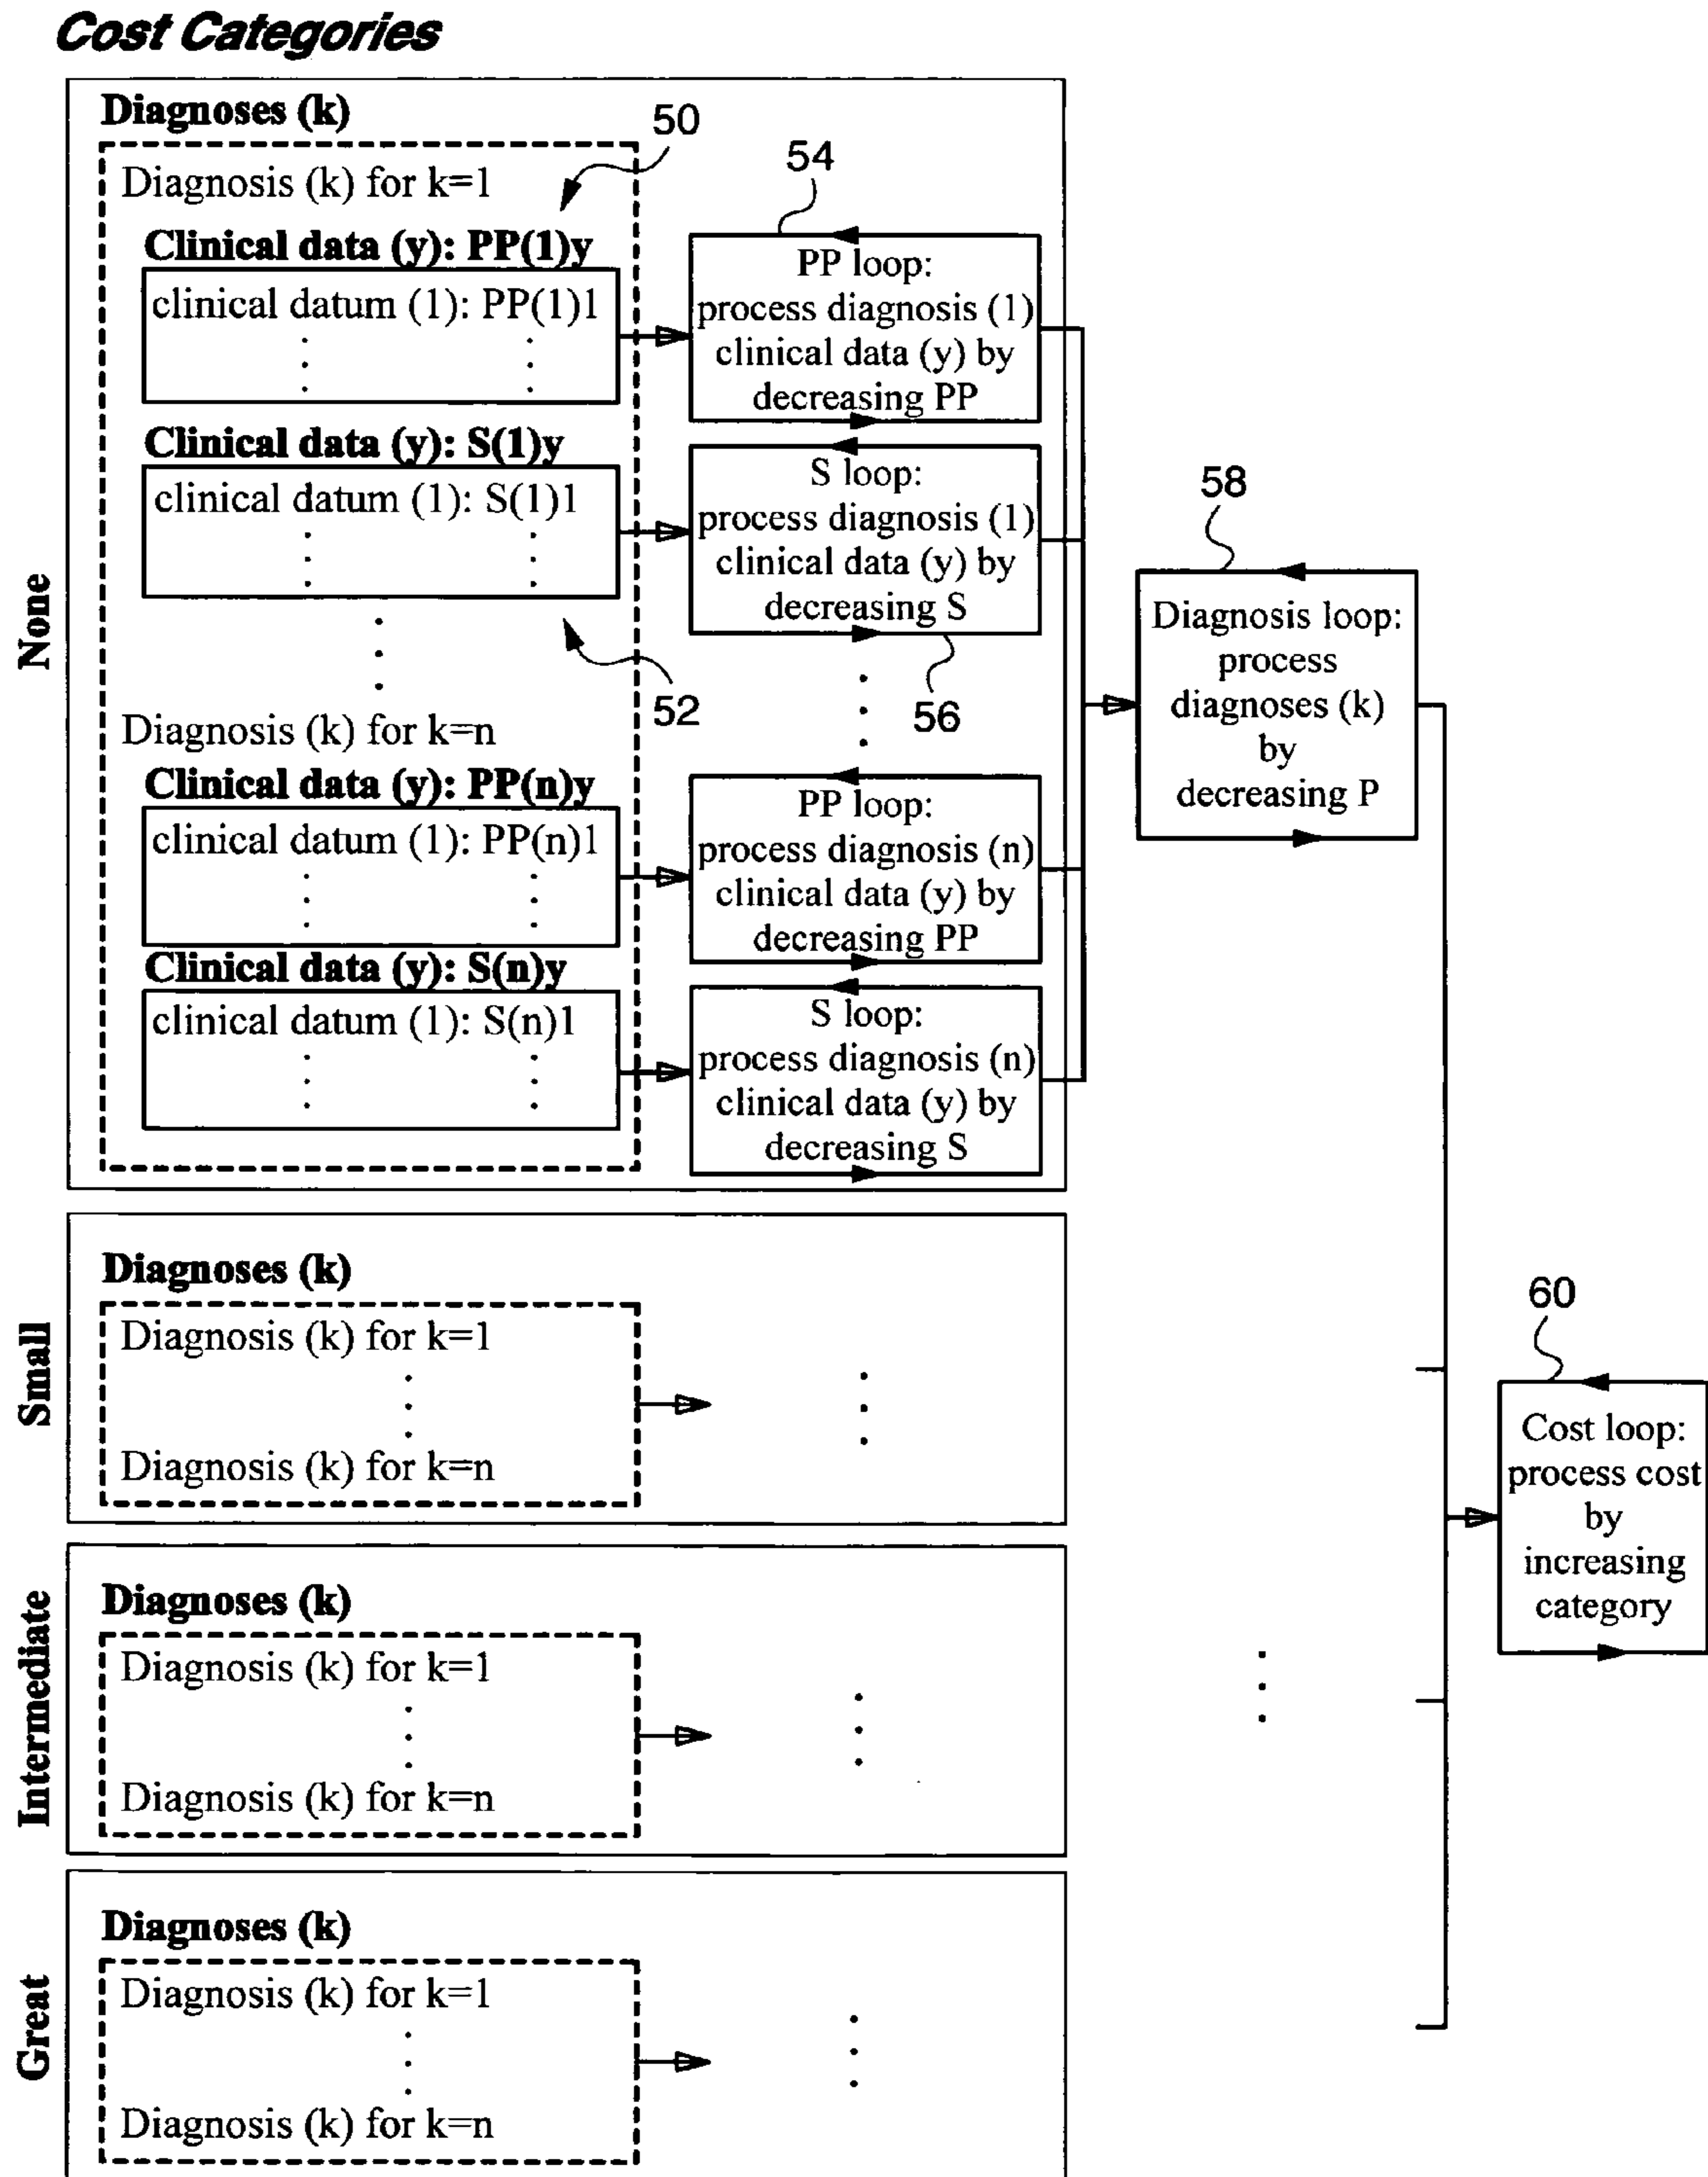 Cost Categories
None
Diagnoses (k)
50
Diagnosis (k) for k=1
Clinical data (y): PP(1)y
clinical datum (1): PP(1)1
Clinical data (y): S(1)y
clinical datum (1): S(1)1
52
Diagnosis (k) for k=n
Clinical data (y): PP(n)y
clinical datum (1): PP(n)1
Clinical data (y): S(n)y
clinical datum (1): S(n)1
54
PP loop:
process diagnosis (1)
clinical data (y) by
decreasing PP
S loop:
process diagnosis (1)
clinical data (y) by
decreasing S
56
PP loop:
process diagnosis (n)
clinical data (y) by
decreasing PP
S loop:
process diagnosis (n)
clinical data (y) by
decreasing S
58
Diagnosis loop:
process
diagnoses (k)
by
decreasing P
Small
Diagnoses (k)
Diagnosis (k) for k=1
Diagnosis (k) for k=n
60
Cost loop:
process cost
by
increasing
category
Intermediate
Diagnoses (k)
Diagnosis (k) for k=1
Diagnosis (k) for k=n
Great
Diagnoses (k)
Diagnosis (k) for k=1
Diagnosis (k) for k=n